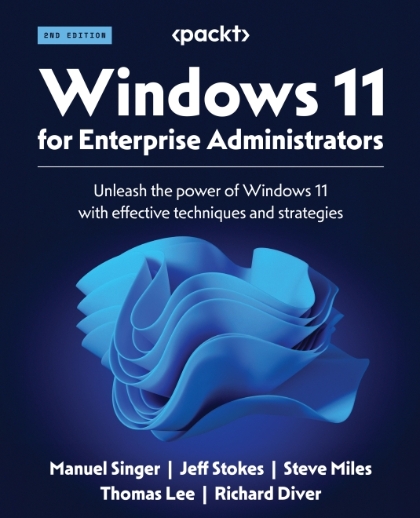 2ND EDITION
<packt>
Windows 11
for Enterprise Administrators
Unleash the power of Windows 11
with effective techniques and strategies
Manuel Singer | Jeff Stokes | Steve Miles
Thomas Lee | Richard Diver